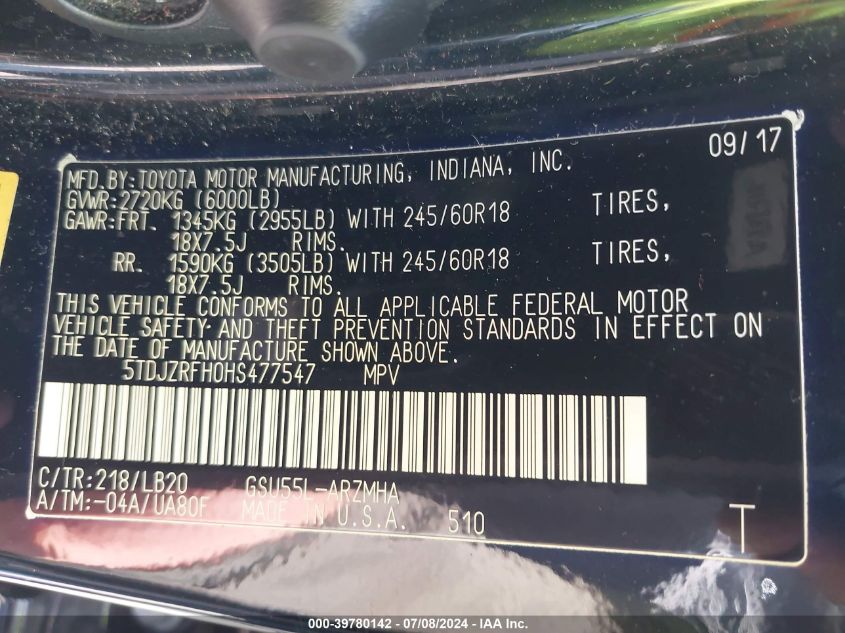 09/17
MFD.BY:TOYOTA MOTOR MANUFACTURING, INDIANA, INC.
GVWR:2720KG (6000LB)
GAWR:FRT. 1345KG (2955LB) WITH 245/60R18 TIRES,
18X7.5J RIMS.
RR. 1590KG (3505LB) WITH 245/60R18 TIRES,
18X7.5J RIMS.
THIS VEHICLE CONFORMS TO ALL APPLICABLE FEDERAL MOTOR
VEHICLE SAFETY AND THEFT PREVENTION STANDARDS IN EFFECT ON
THE DATE OF MANUFACTURE SHOWN ABOVE.
5TDJZRFH0HS477547 MPV
C/TR:218/LB20 GSU55L-ARZMHA
A/TM:-04A/UA80F MADE IN U.S.A. 510 T
000-39780142 - 07/08/2024 - IAA Inc.